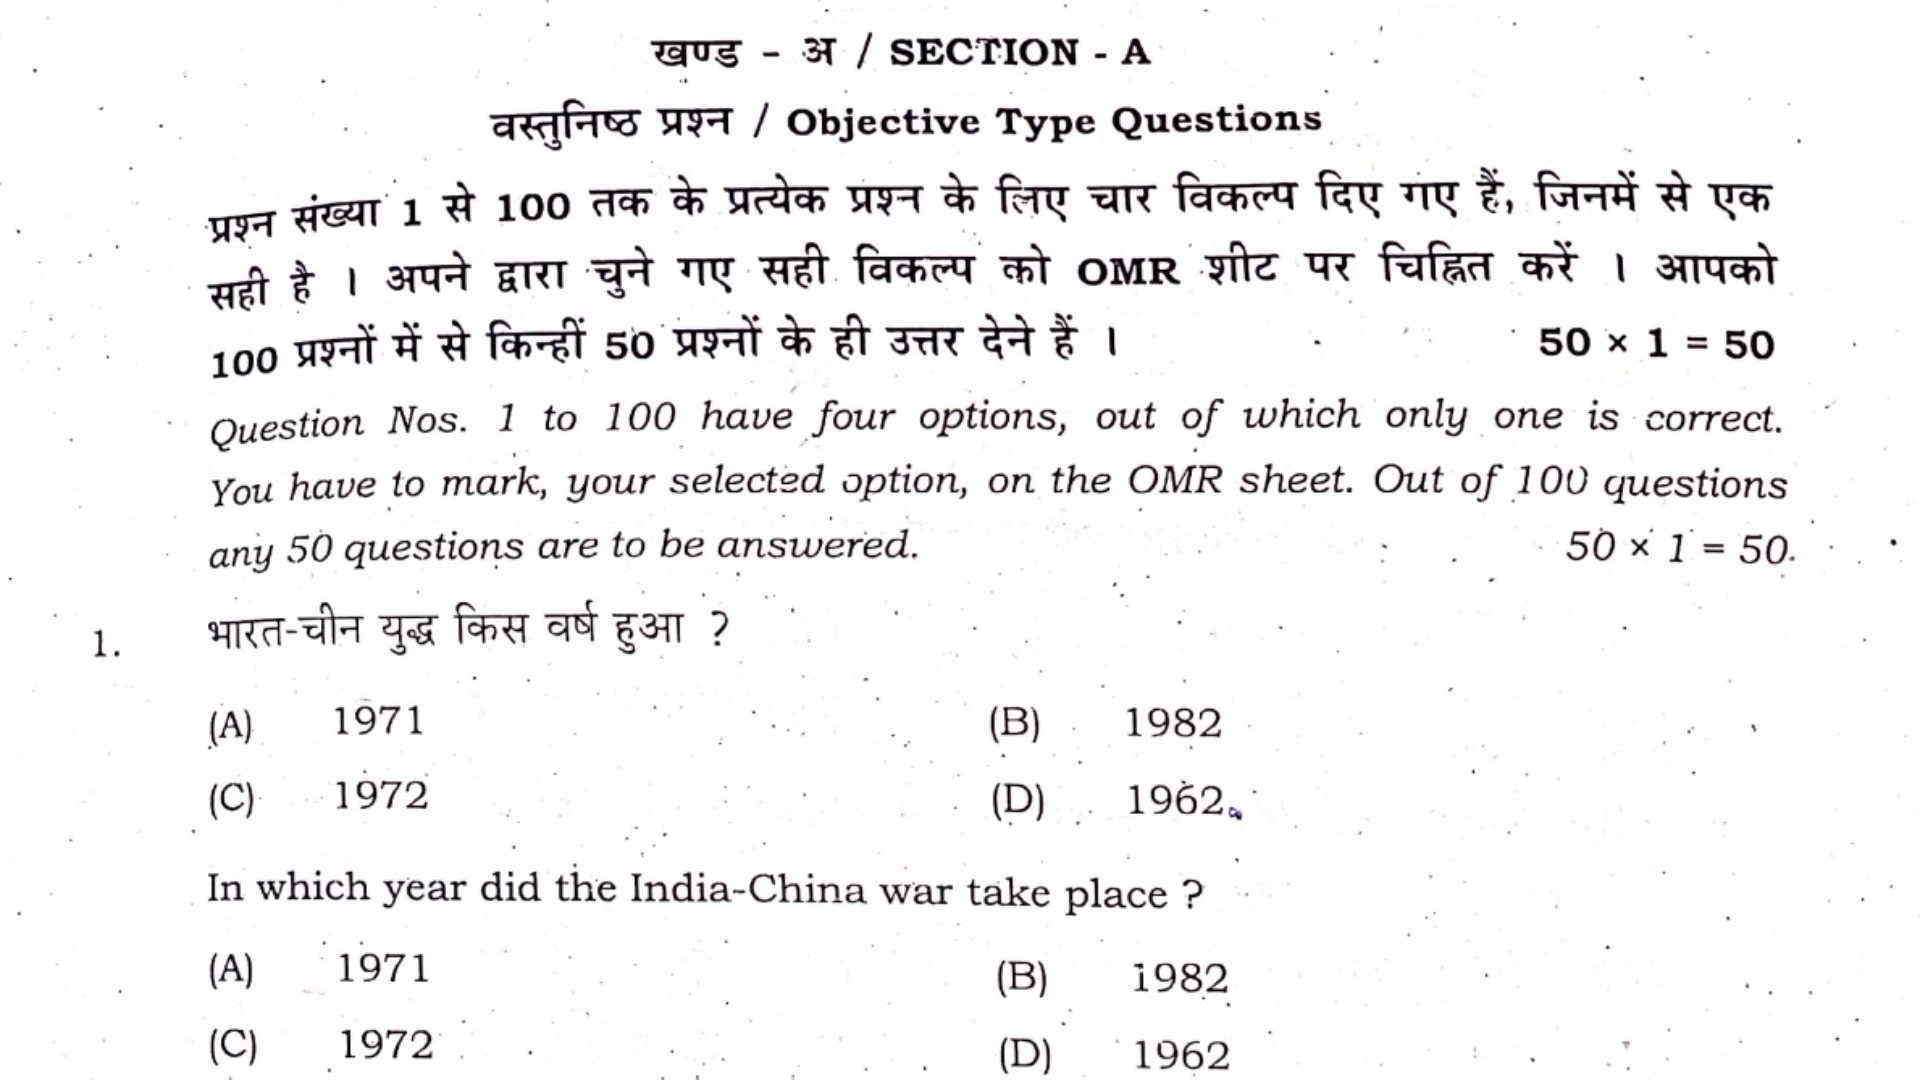 खण्ड - अ / SECTION - A
वस्तुनिष्ठ प्रश्न / Objective Type Questions
प्रश्न संख्या 1 से 100 तक के प्रत्येक प्रश्न के लिए चार विकल्प दिए गए हैं, जिनमें से एक
सही है । अपने द्वारा चुने गए सही विकल्प को OMR शीट पर चिह्नित करें । आपको
100 प्रश्नों में से किन्हीं 50 प्रश्नों के ही उत्तर देने हैं । 50 × 1 = 50
Question Nos. 1 to 100 have four options, out of which only one is correct.
You have to mark, your selected option, on the OMR sheet. Out of 100 questions
any 50 questions are to be answered. 50 × 1 = 50.
1. भारत-चीन युद्ध किस वर्ष हुआ ?
(A) 1971 (B) 1982
(C) 1972 (D) 1962
In which year did the India-China war take place ?
(A) 1971 (B) 1982
(C) 1972 (D) 1962